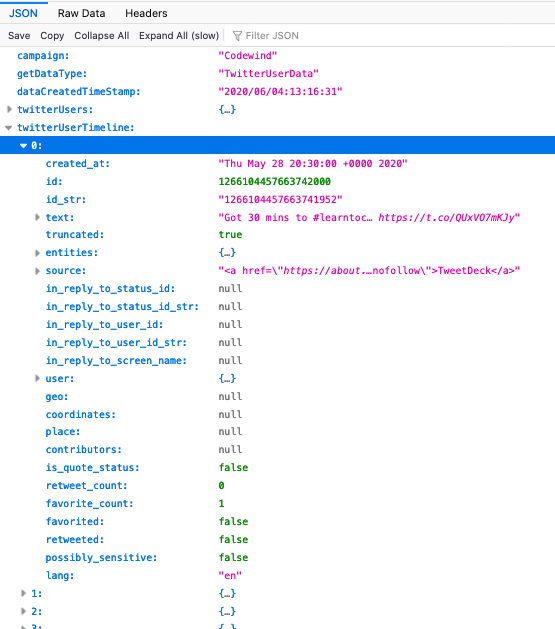 JSON Raw Data Headers
Save Copy Collapse All Expand All (slow) Filter JSON
campaign: "Codewind"
getDataType: "TwitterUserData"
dataCreatedTimeStamp: "2020/06/04:13:16:31"
twitterUsers: {…}
twitterUserTimeline:
0:
created_at: "Thu May 28 20:30:00 +0000 2020"
id: 1266104457663742000
id_str: "1266104457663741952"
text: "Got 30 mins to #learntoc… https://t.co/QUxVO7mKJy"
truncated: true
entities: {…}
source: "<a href=\"https://about.…nofollow\">TweetDeck</a>"
in_reply_to_status_id: null
in_reply_to_status_id_str: null
in_reply_to_user_id: null
in_reply_to_user_id_str: null
in_reply_to_screen_name: null
user: {…}
geo: null
coordinates: null
place: null
contributors: null
is_quote_status: false
retweet_count: 0
favorite_count: 1
favorited: false
retweeted: false
possibly_sensitive: false
lang: "en"
1: {…}
2: {…}
3: {…}